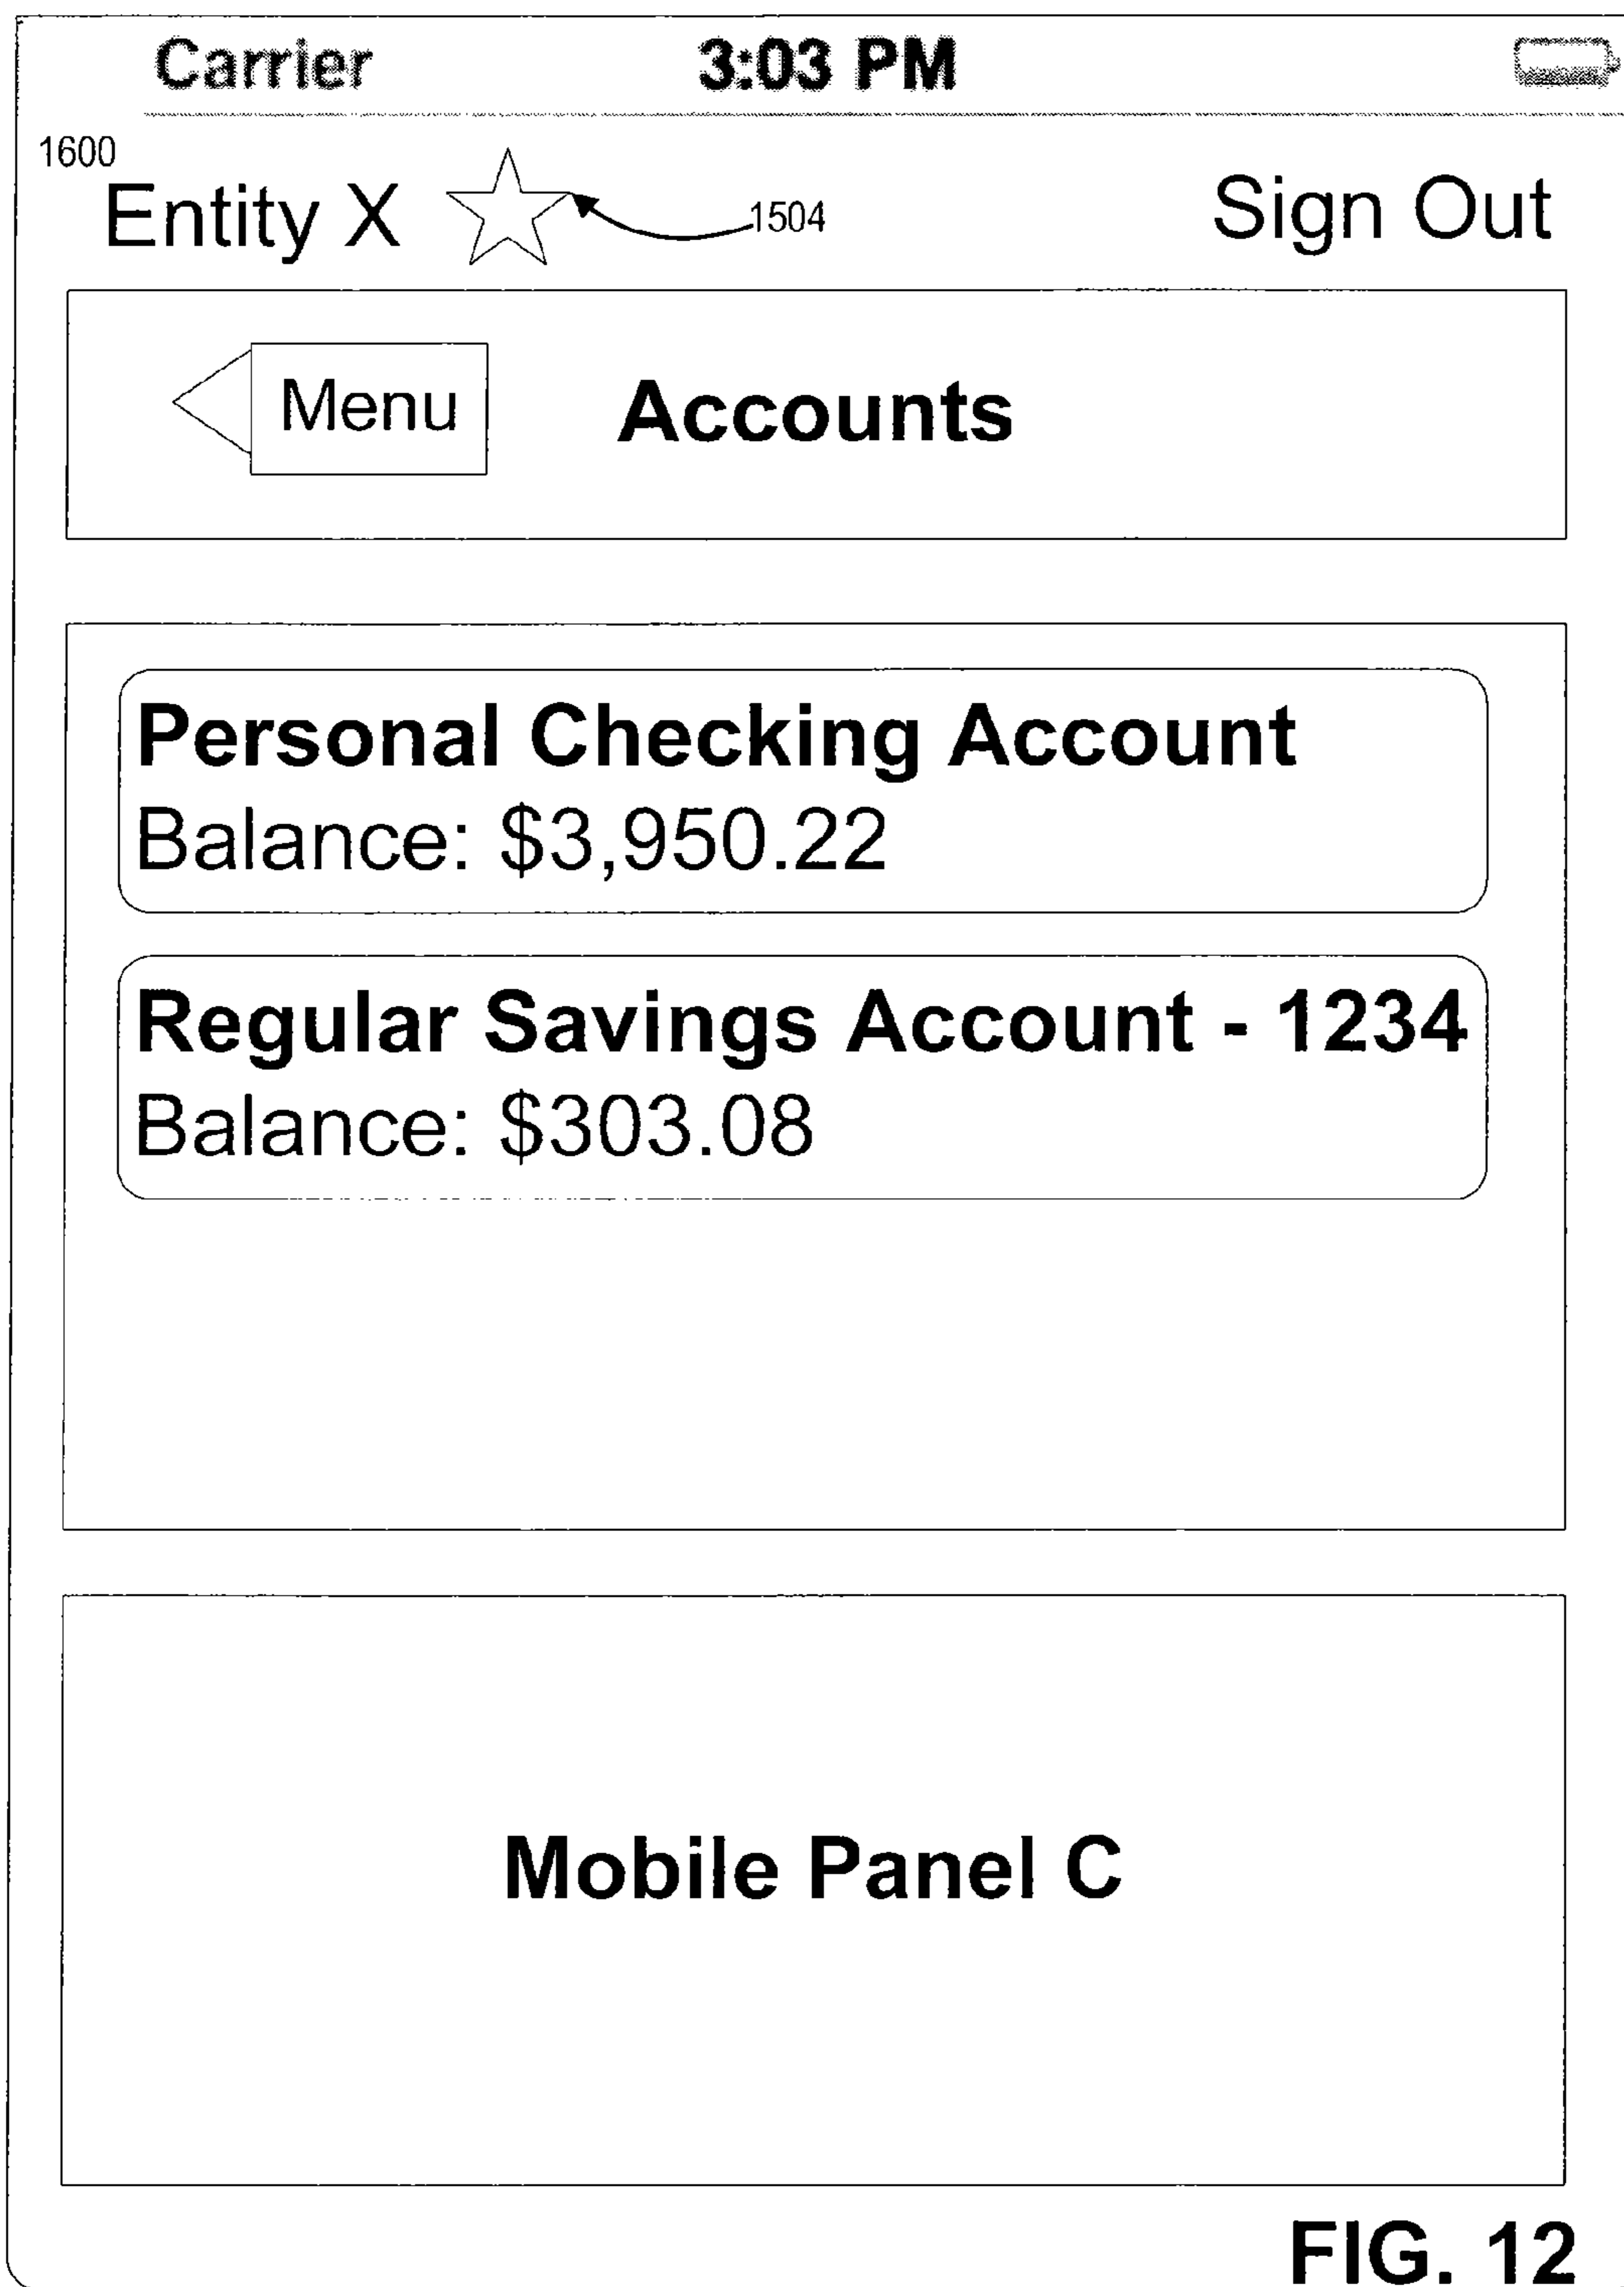 Carrier 3:03 PM
1600
Entity X 1504 Sign Out
Menu Accounts
Personal Checking Account
Balance: $3,950.22
Regular Savings Account - 1234
Balance: $303.08
Mobile Panel C
FIG. 12